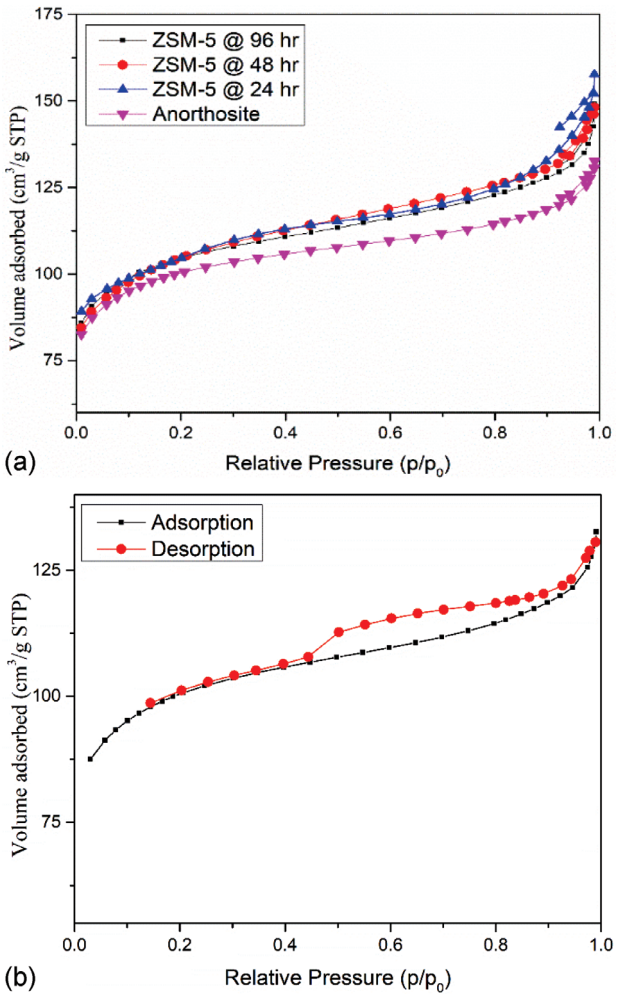 175
150
125
100
75
ZSM-5 @ 96 hr
ZSM-5 @ 48 hr
ZSM-5 @ 24 hr
Anorthosite
Volume adsorbed (cm³/g STP)
0.0 0.2 0.4 0.6 0.8 1.0
Relative Pressure (p/p₀)
(a)
125
100
75
Adsorption
Desorption
Volume adsorbed (cm³/g STP)
0.0 0.2 0.4 0.6 0.8 1.0
Relative Pressure (p/p₀)
(b)